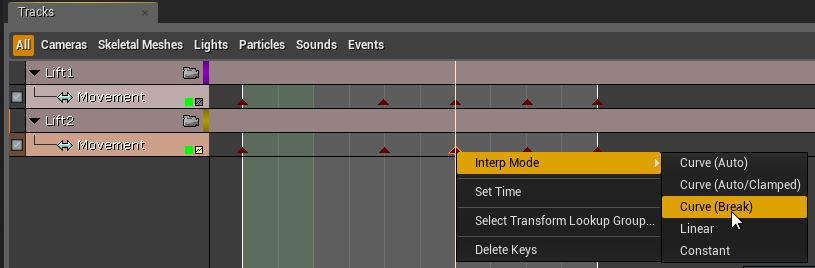 Tracks
All Cameras Skeletal Meshes Lights Particles Sounds Events
Lift1
Movement
Lift2
Movement
Interp Mode
Set Time
Select Transform Lookup Group...
Delete Keys
Curve (Auto)
Curve (Auto/Clamped)
Curve (Break)
Linear
Constant